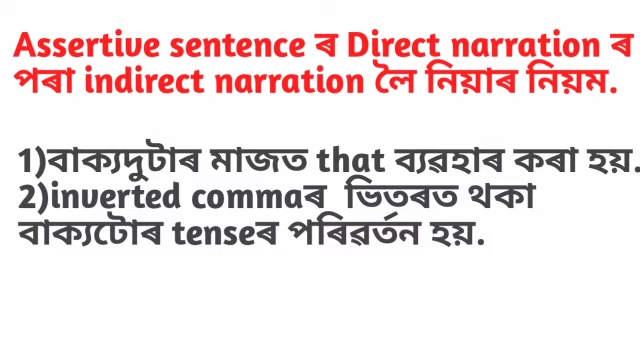 Assertive sentence ৰ Direct narration ৰ
পৰা indirect narration লৈ নিয়াৰ নিয়ম.
1)বাক্যদুটাৰ মাজত that ব্যৱহাৰ কৰা হয়.
2)inverted commaৰ ভিতৰত থকা
বাক্যটোৰ tenseৰ পৰিৱৰ্তন হয়.